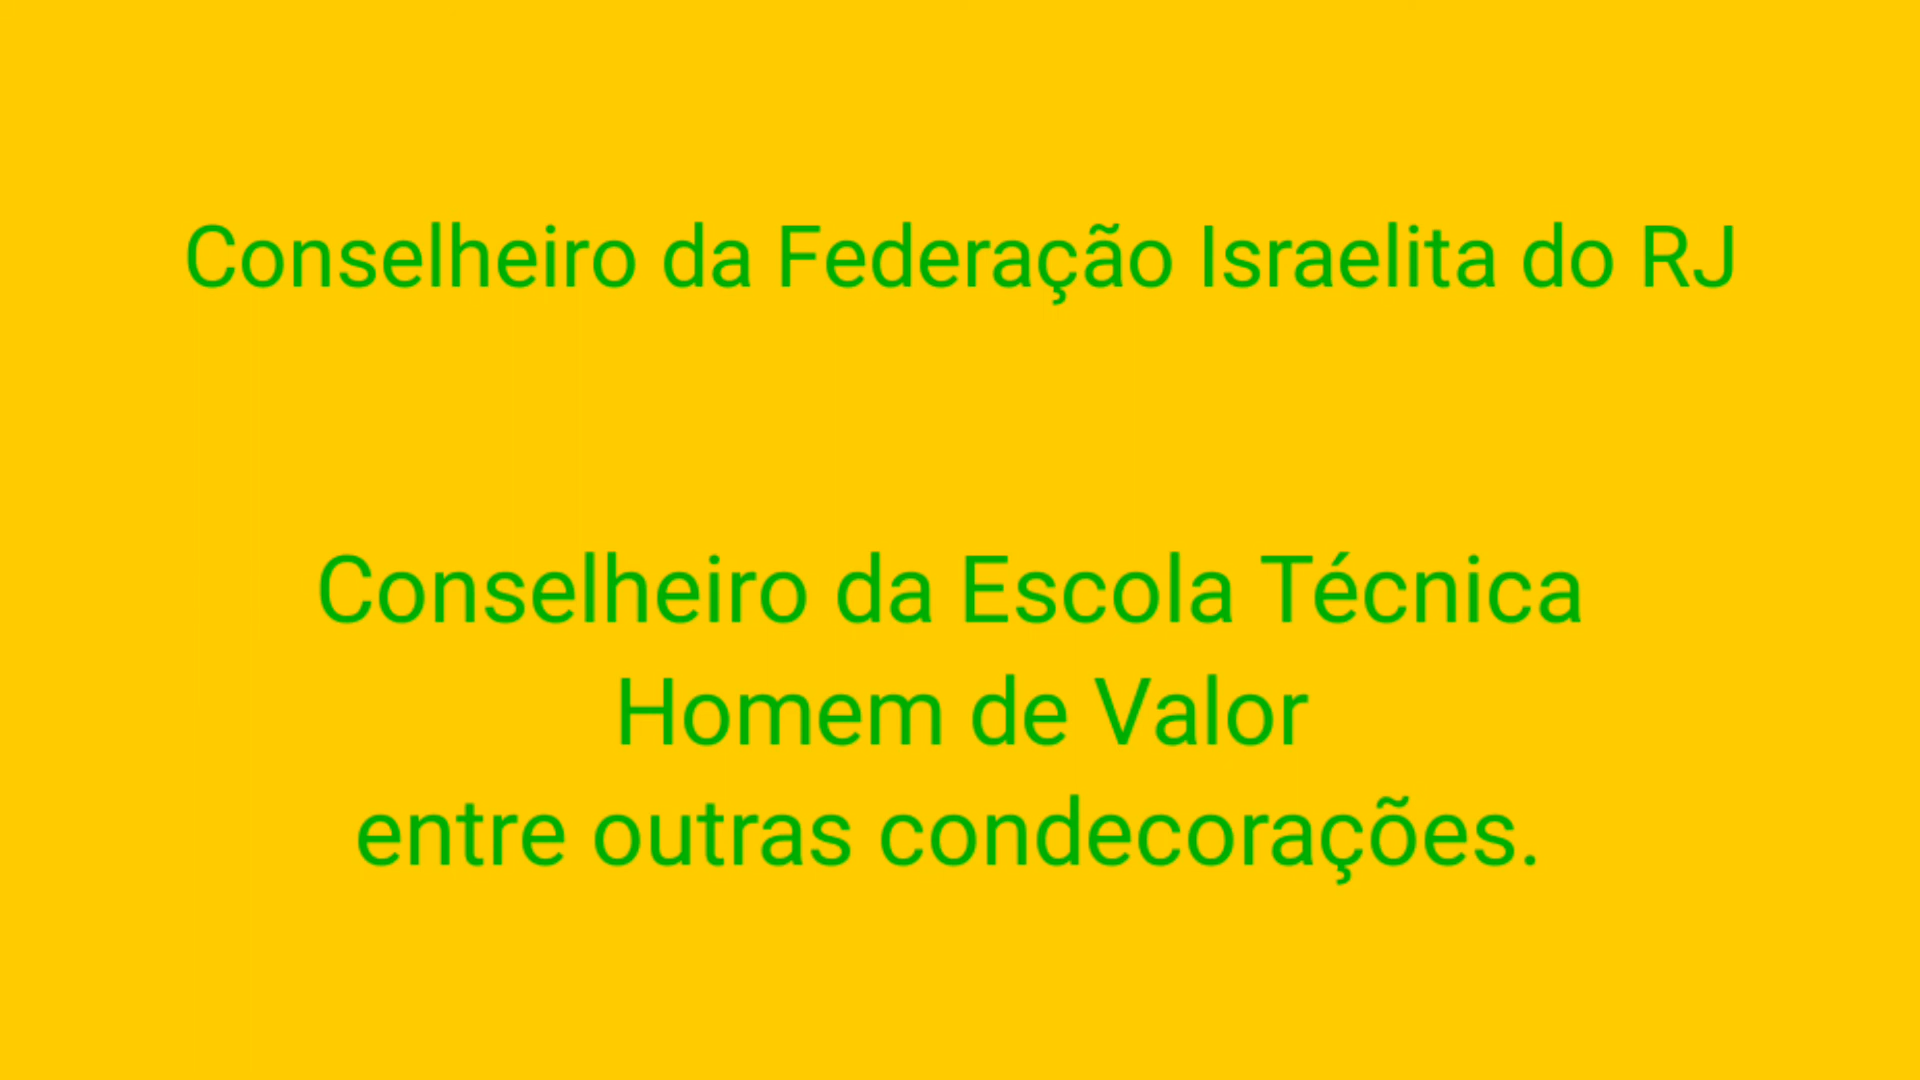 Conselheiro da Federação Israelita do RJ
Conselheiro da Escola Técnica
Homem de Valor
entre outras condecorações.